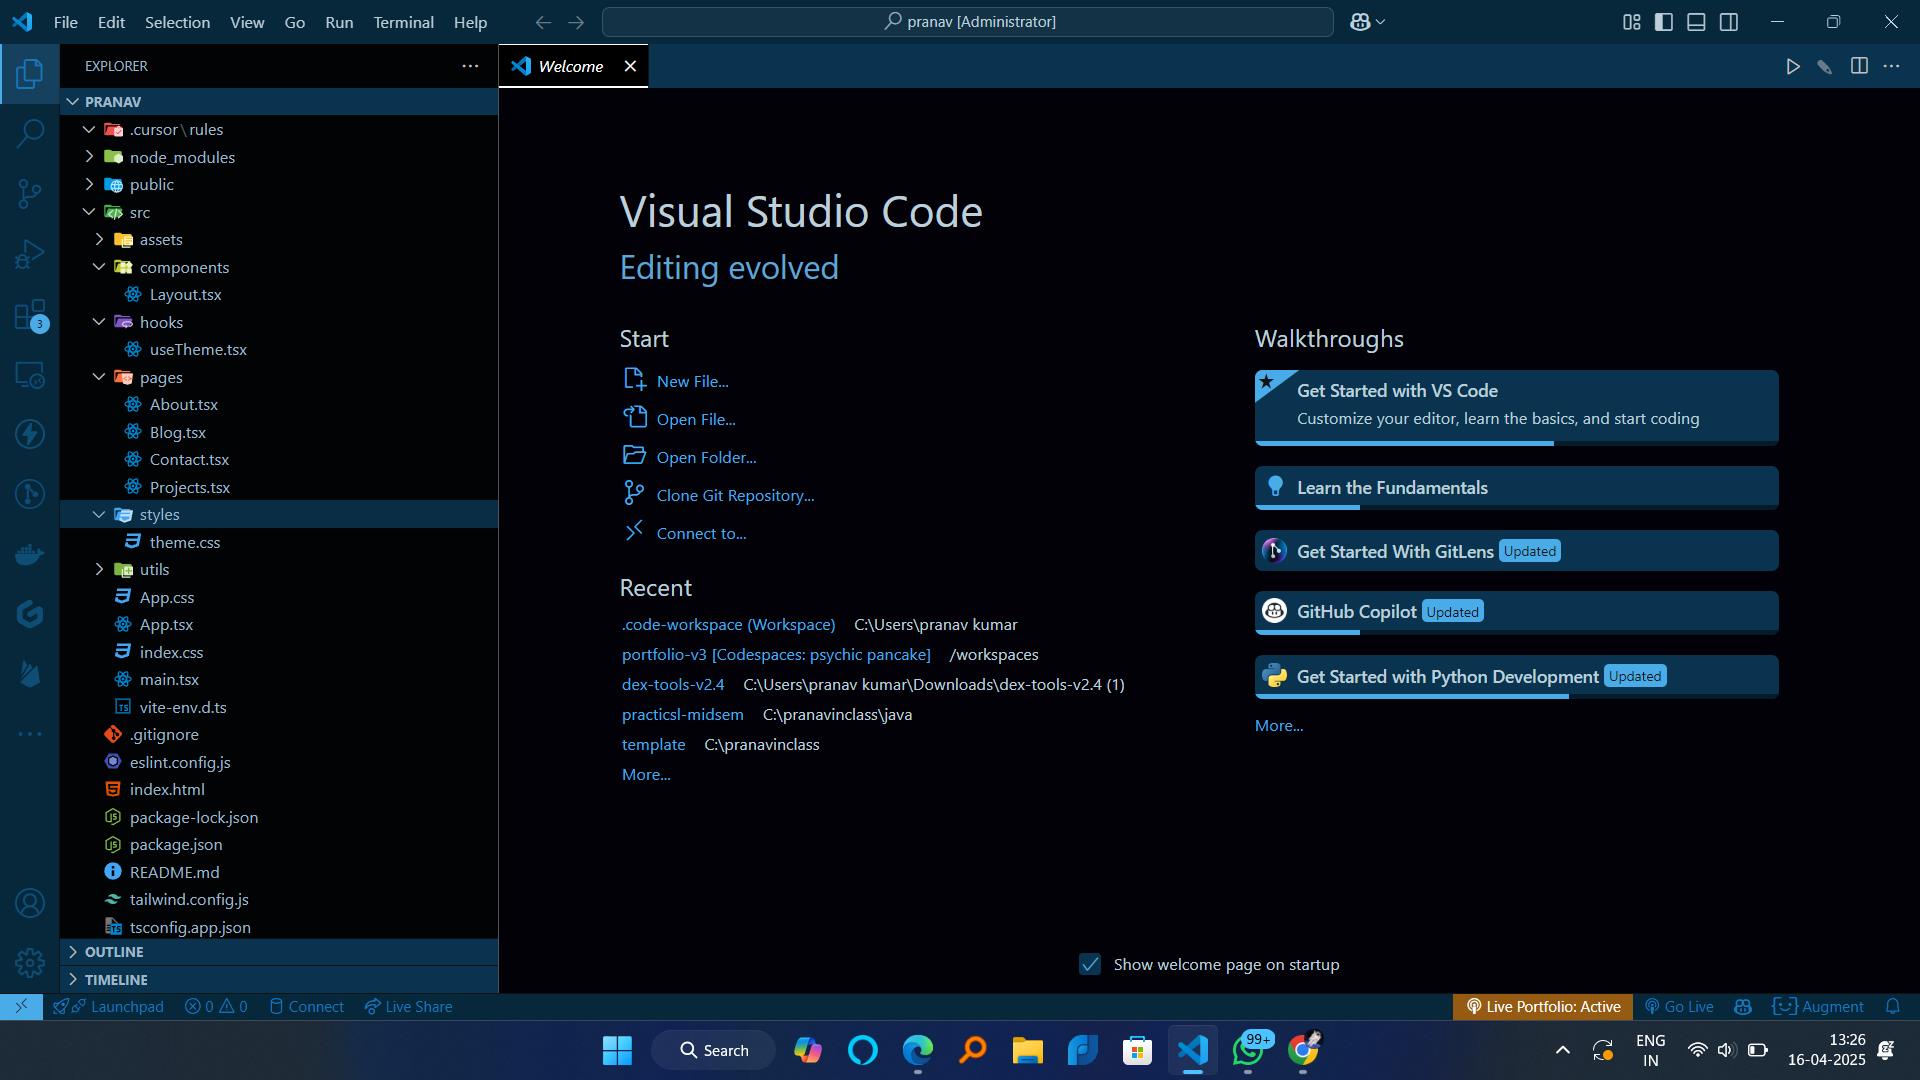 File Edit Selection View Go Run Terminal Help
pranav [Administrator]
EXPLORER
Welcome
PRANAV
.cursor\rules
node_modules
public
src
assets
components
Layout.tsx
hooks
useTheme.tsx
pages
About.tsx
Blog.tsx
Contact.tsx
Projects.tsx
styles
theme.css
utils
App.css
App.tsx
index.css
main.tsx
TS vite-env.d.ts
.gitignore
eslint.config.js
index.html
package-lock.json
package.json
README.md
tailwind.config.js
tsconfig.app.json
OUTLINE
TIMELINE
3
Visual Studio Code
Editing evolved
Start
New File...
Open File...
Open Folder...
Clone Git Repository...
Connect to...
Recent
.code-workspace (Workspace) C:\Users\pranav kumar
portfolio-v3 [Codespaces: psychic pancake] /workspaces
dex-tools-v2.4 C:\Users\pranav kumar\Downloads\dex-tools-v2.4 (1)
practicsl-midsem C:\pranavinclass\java
template C:\pranavinclass
More...
Walkthroughs
Get Started with VS Code
Customize your editor, learn the basics, and start coding
Learn the Fundamentals
Get Started With GitLens Updated
GitHub Copilot Updated
Get Started with Python Development Updated
More...
Show welcome page on startup
Launchpad 0 0 Connect Live Share
Live Portfolio: Active Go Live Augment
Search
99+
ENG
IN
13:26
16-04-2025